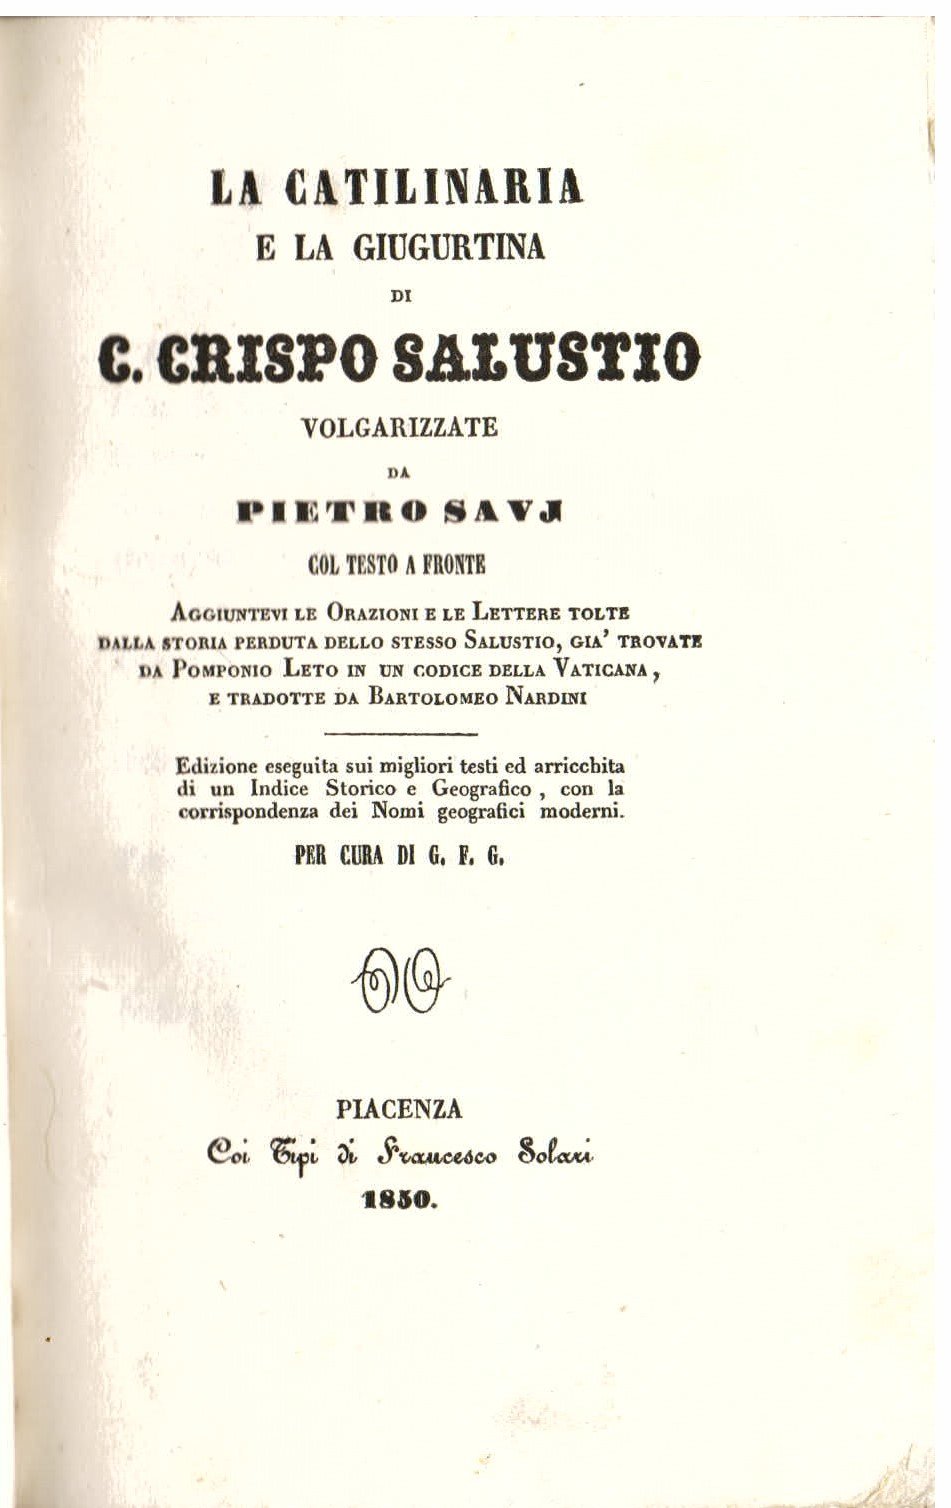 LA CATILINARIA
E LA GIUGURTINA
DI
C. CRISPO SALUSTIO
VOLGARIZZATE
DA
PIETRO SAVJ
COL TESTO A FRONTE
AGGIUNTEVI LE ORAZIONI E LE LETTERE TOLTE
DALLA STORIA PERDUTA DELLO STESSO SALUSTIO, GIA' TROVATE
DA POMPONIO LETO IN UN CODICE DELLA VATICANA,
E TRADOTTE DA BARTOLOMEO NARDINI
Edizione eseguita sui migliori testi ed arricchita
di un Indice Storico e Geografico, con la
corrispondenza dei Nomi geografici moderni.
PER CURA DI G. F. G.
PIACENZA
Coi Tipi di Francesco Solari
1850.